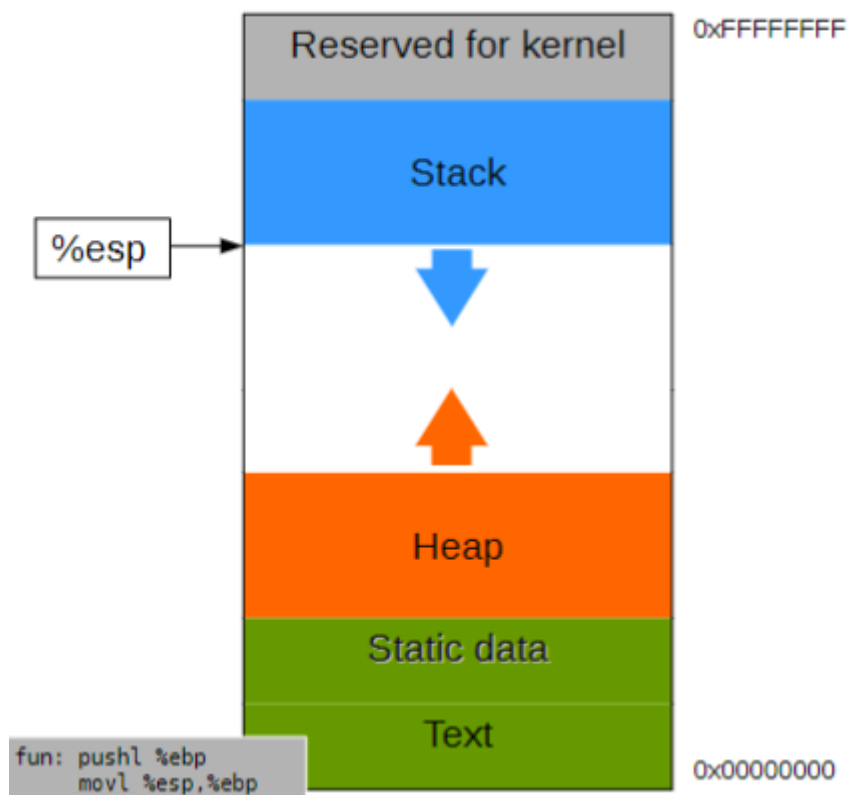 Reserved for kernel
0xFFFFFFFF
Stack
%esp
Heap
Static data
Text
fun: pushl %ebp
movl %esp,%ebp
0x00000000